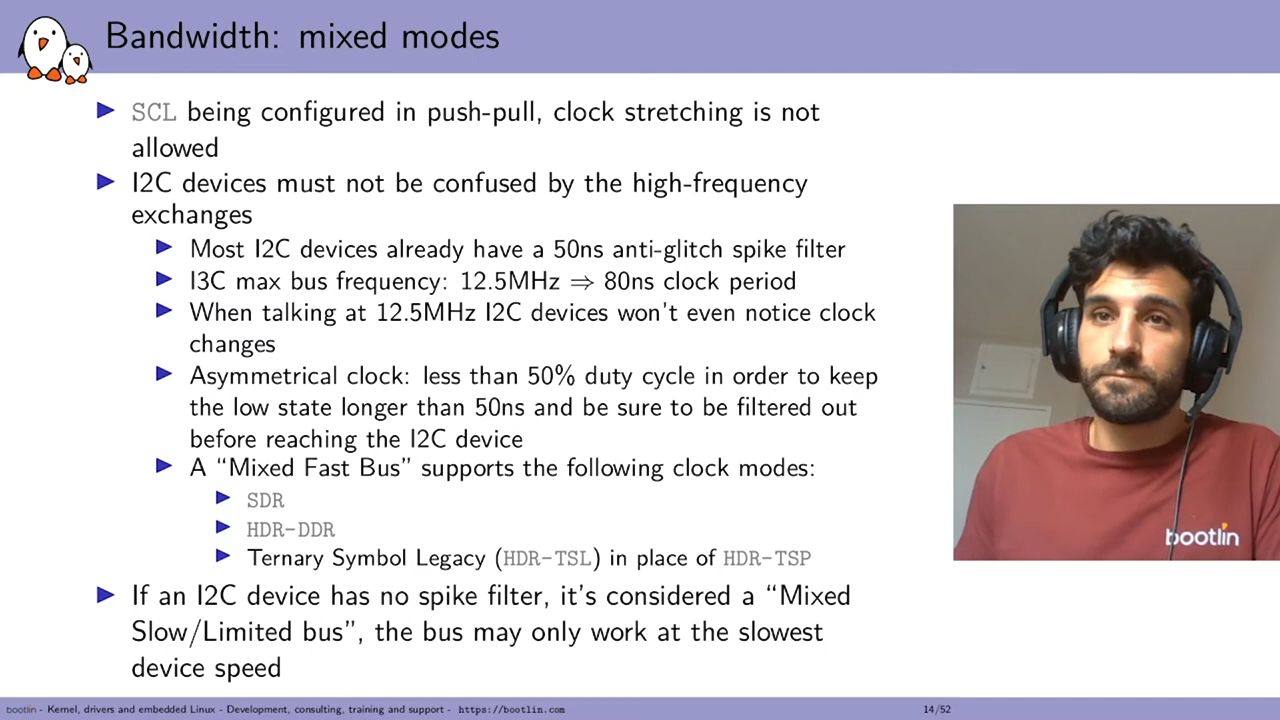 Bandwidth: mixed modes
SCL being configured in push-pull, clock stretching is not
allowed
I2C devices must not be confused by the high-frequency
exchanges
Most I2C devices already have a 50ns anti-glitch spike filter
I3C max bus frequency: 12.5MHz ⇒ 80ns clock period
When talking at 12.5MHz I2C devices won't even notice clock
changes
Asymmetrical clock: less than 50% duty cycle in order to keep
the low state longer than 50ns and be sure to be filtered out
before reaching the I2C device
A “Mixed Fast Bus” supports the following clock modes:
SDR
HDR-DDR
Ternary Symbol Legacy (HDR-TSL) in place of HDR-TSP
If an I2C device has no spike filter, it's considered a “Mixed
Slow/Limited bus”, the bus may only work at the slowest
device speed
bootlin
bootlin - Kernel, drivers and embedded Linux - Development, consulting, training and support - https://bootlin.com
14/52